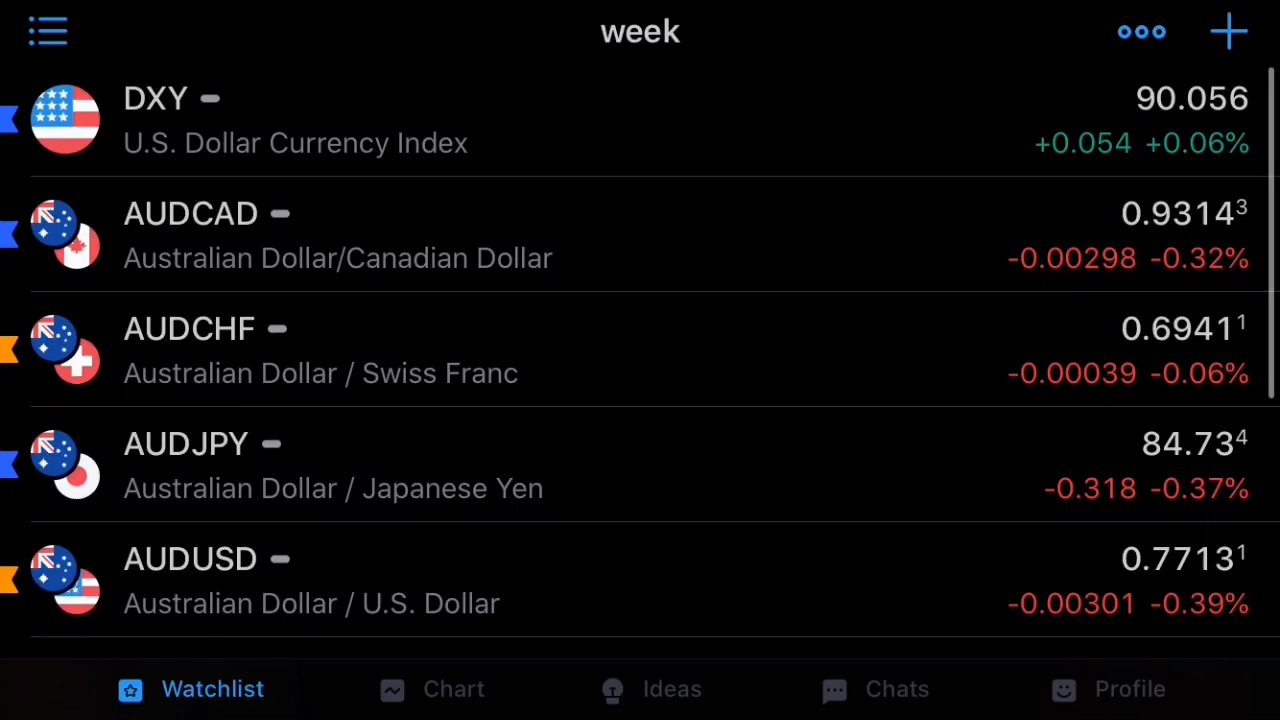 week
DXY
90.056
U.S. Dollar Currency Index
+0.054 +0.06%
AUDCAD
0.93143
Australian Dollar/Canadian Dollar
-0.00298 -0.32%
AUDCHF
0.69411
Australian Dollar / Swiss Franc
-0.00039 -0.06%
AUDJPY
84.734
Australian Dollar / Japanese Yen
-0.318 -0.37%
AUDUSD
0.77131
Australian Dollar / U.S. Dollar
-0.00301 -0.39%
Watchlist
Chart
Ideas
Chats
Profile